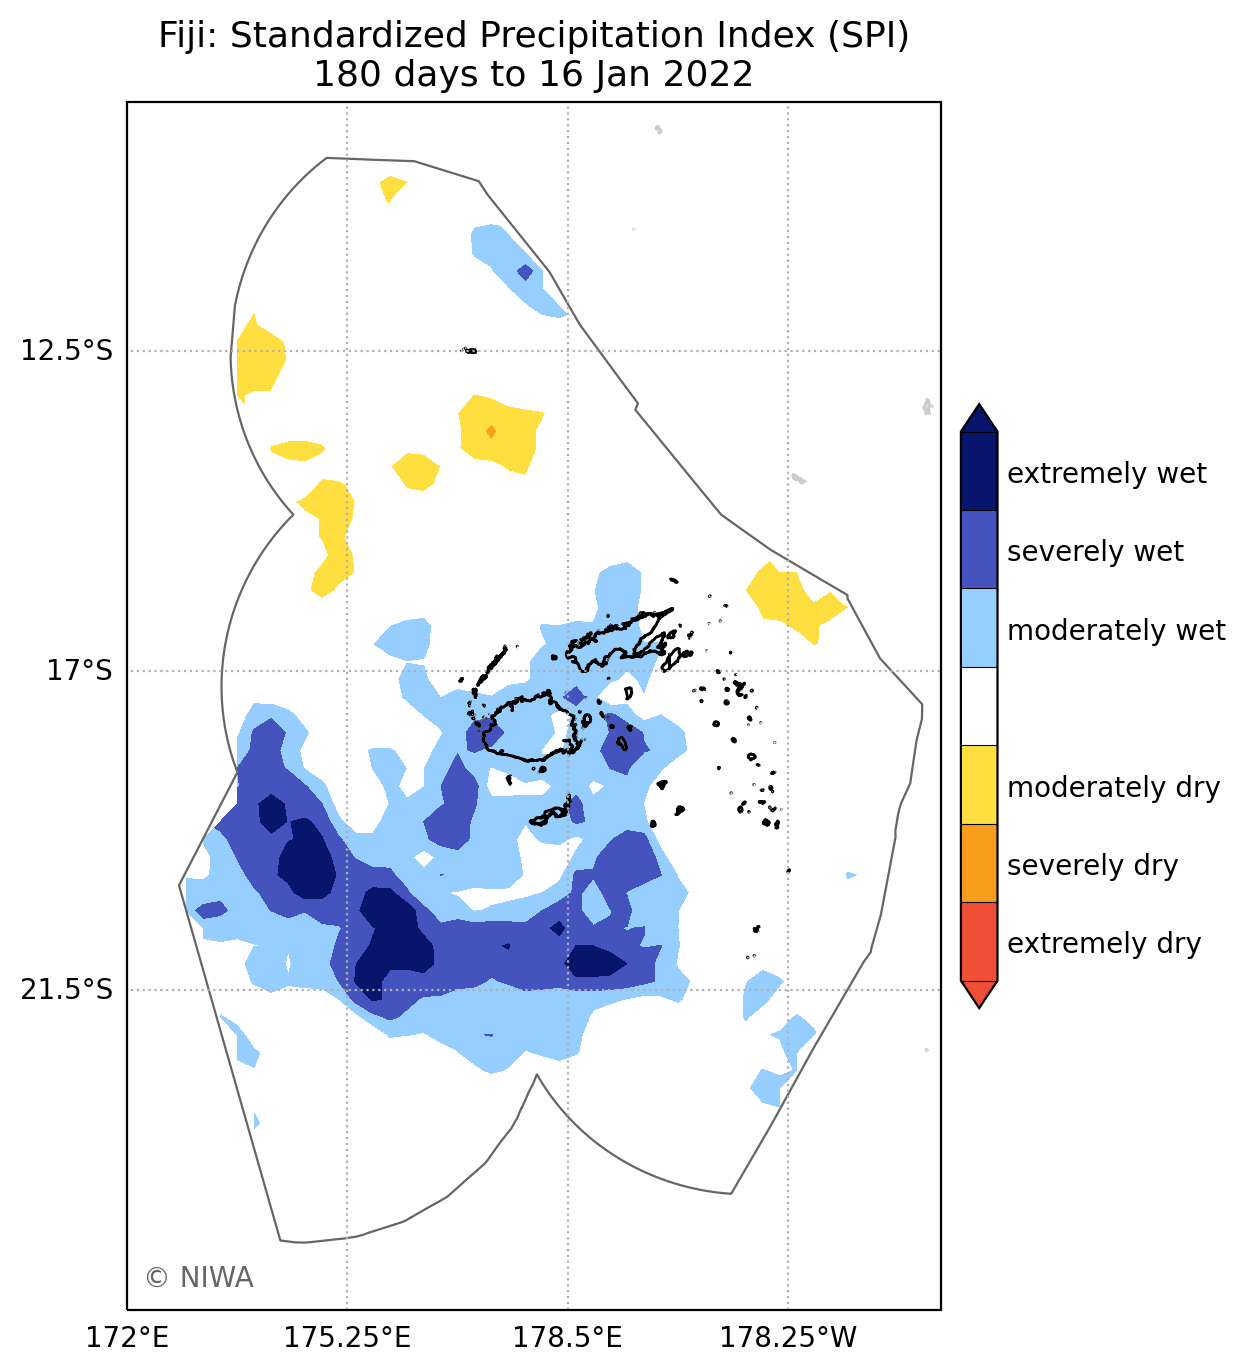 Fiji: Standardized Precipitation Index (SPI)
180 days to 16 Jan 2022
12.5°S
17°S
21.5°S
172°E
175.25°E
178.5°E
178.25°W
extremely wet
severely wet
moderately wet
moderately dry
severely dry
extremely dry
© NIWA